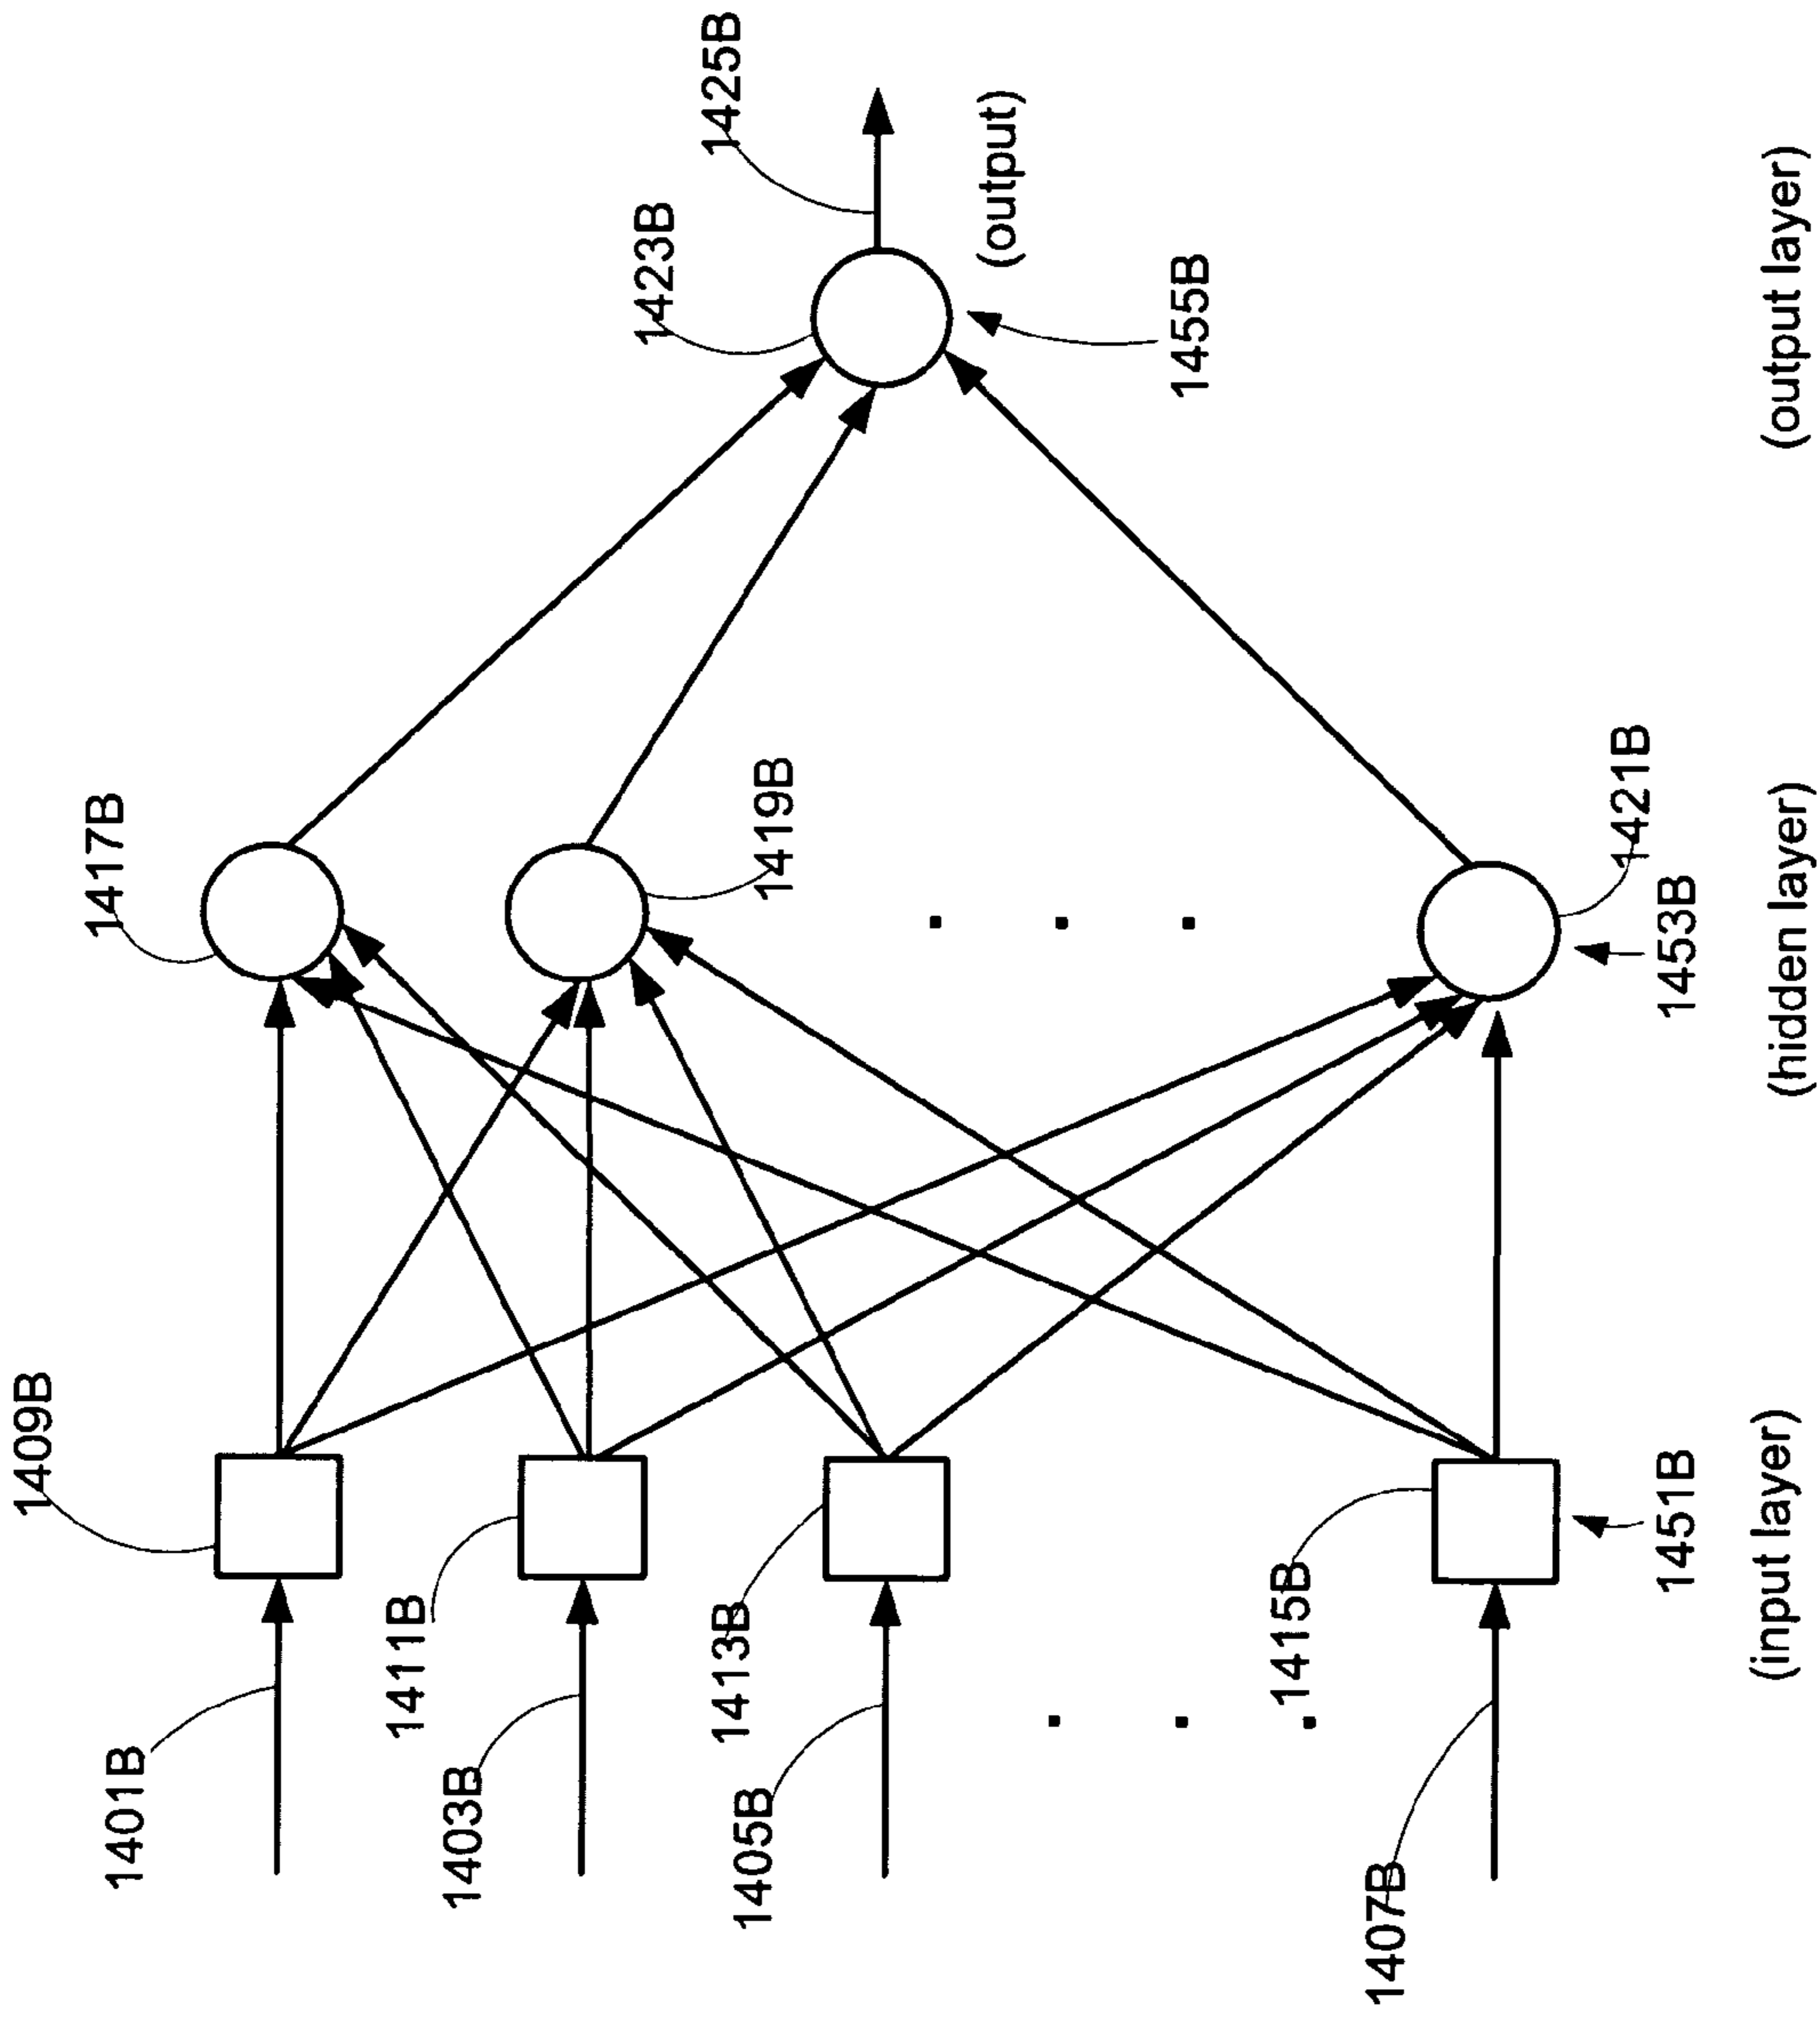 1401B
1409B
1417B
1403B
1411B
1419B
1423B
1425B
1405B
1413B
(output)
1407B
1415B
1421B
1455B
1451B
1453B
(input layer)
(hidden layer)
(output layer)